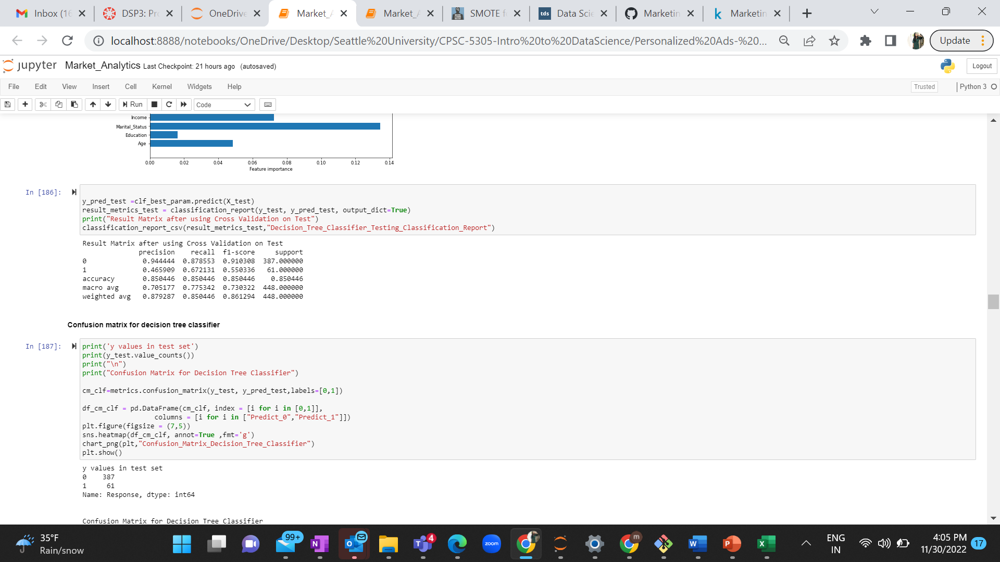 Inbox (16
DSP3: Pr
OneDrive
Market_A
Market_A
SMOTE f
tds
Data Scie
Marketin
k
Marketin
localhost:8888/notebooks/OneDrive/Desktop/Seattle%20University/CPSC-5305-Intro%20to%20DataScience/Personalized%20Ads-%20...
Update
jupyter Market_Analytics Last Checkpoint: 21 hours ago (autosaved)
Logout
File Edit View Insert Cell Kernel Widgets Help
Trusted
Python 3
Run
Code
Income
Marital_Status
Education
Age
0.00 0.02 0.04 0.06 0.08 0.10 0.12 0.14
Feature importance
In [186]:
y_pred_test =clf_best_param.predict(X_test)
result_metrics_test = classification_report(y_test, y_pred_test, output_dict=True)
print("Result Matrix after using Cross Validation on Test")
classification_report_csv(result_metrics_test,"Decision_Tree_Classifier_Testing_Classification_Report")
Result Matrix after using Cross Validation on Test
precision recall f1-score support
0 0.944444 0.878553 0.910308 387.000000
1 0.465909 0.672131 0.550336 61.000000
accuracy 0.850446 0.850446 0.850446 0.850446
macro avg 0.705177 0.775342 0.730322 448.000000
weighted avg 0.879287 0.850446 0.861294 448.000000
Confusion matrix for decision tree classifier
In [187]:
print('y values in test set')
print(y_test.value_counts())
print("\n")
print("Confusion Matrix for Decision Tree Classifier")
cm_clf=metrics.confusion_matrix(y_test, y_pred_test,labels=[0,1])
df_cm_clf = pd.DataFrame(cm_clf, index = [i for i in [0,1]],
columns = [i for i in ["Predict_0","Predict_1"]])
plt.figure(figsize = (7,5))
sns.heatmap(df_cm_clf, annot=True ,fmt='g')
chart_png(plt,"Confusion_Matrix_Decision_Tree_Classifier")
plt.show()
y values in test set
0 387
1 61
Name: Response, dtype: int64
Confusion Matrix for Decision Tree Classifier
35°F
Rain/snow
99+
N
O
T
4
zoom
m
W
P
X
ENG
IN
4:05 PM
11/30/2022
17